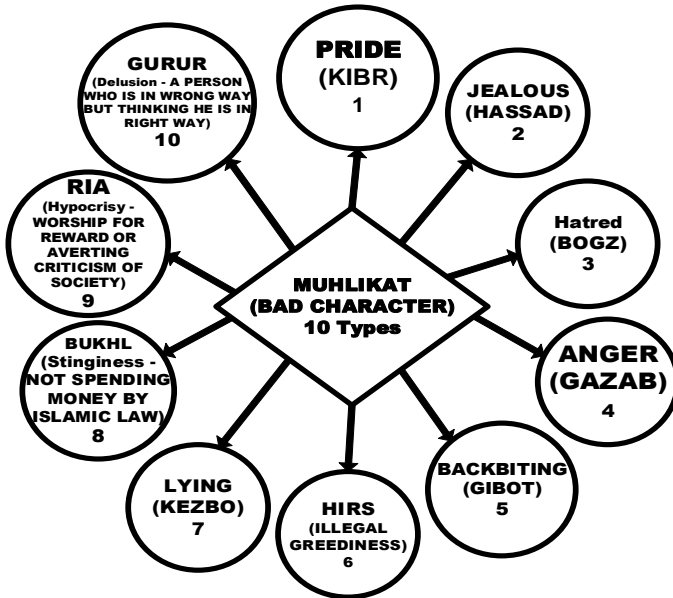 MUHLIKAT
(BAD CHARACTER)
10 Types
PRIDE
(KIBR)
1
JEALOUS
(HASSAD)
2
Hatred
(BOGZ)
3
ANGER
(GAZAB)
4
BACKBITING
(GIBOT)
5
HIRS
(ILLEGAL
GREEDINESS)
6
LYING
(KEZBO)
7
BUKHL
(Stinginess -
NOT SPENDING
MONEY BY
ISLAMIC LAW)
8
RIA
(Hypocrisy -
WORSHIP FOR
REWARD OR
AVERTING
CRITICISM OF
SOCIETY)
9
GURUR
(Delusion - A PERSON
WHO IS IN WRONG WAY
BUT THINKING HE IS IN
RIGHT WAY)
10